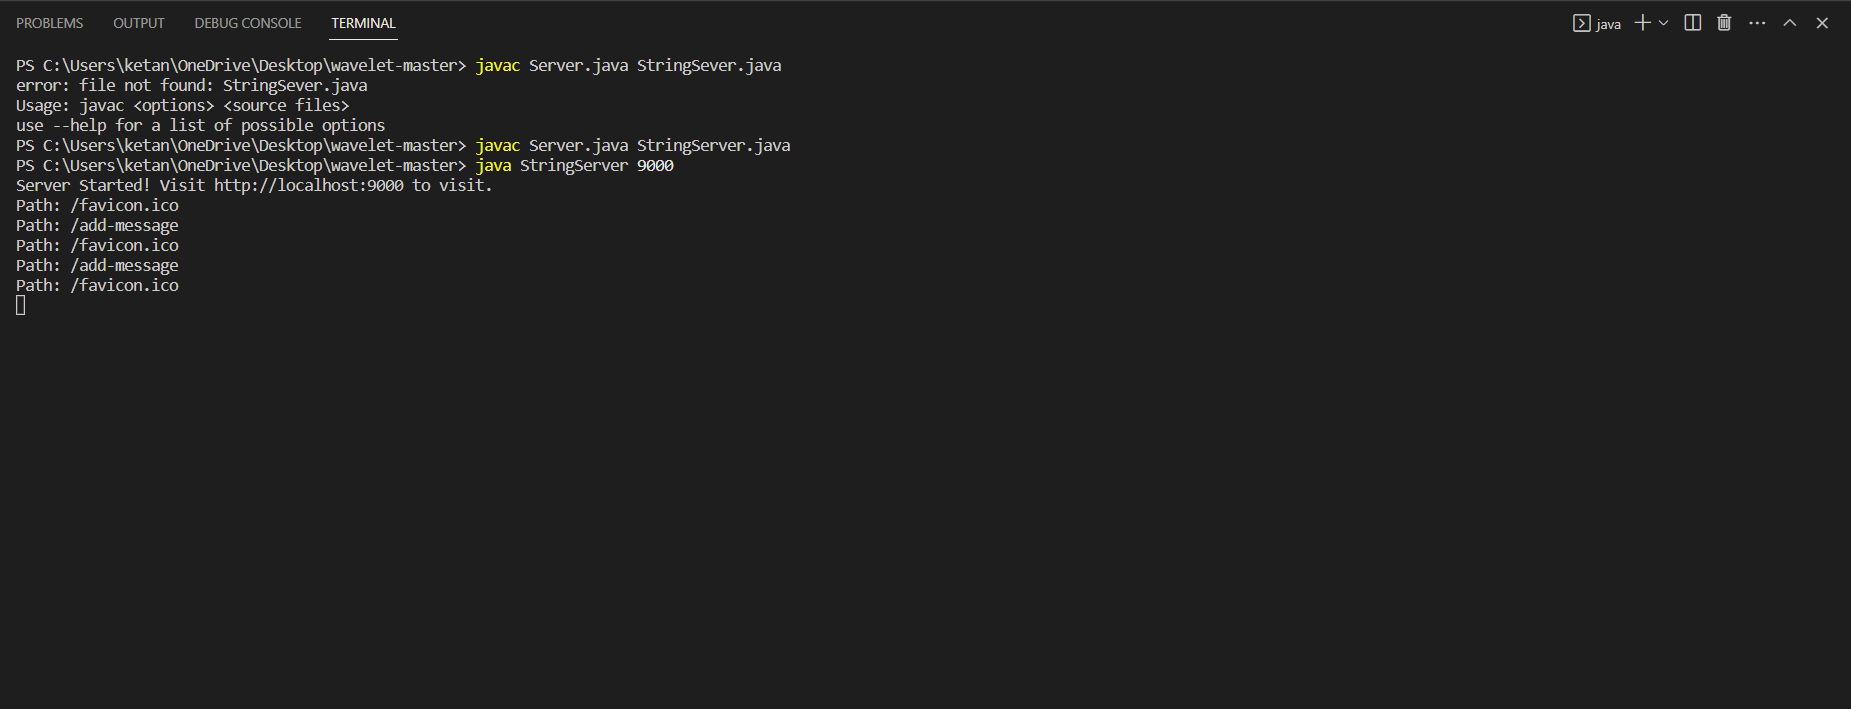 PROBLEMS OUTPUT DEBUG CONSOLE TERMINAL java
PS C:\Users\ketan\OneDrive\Desktop\wavelet-master> javac Server.java StringSever.java
error: file not found: StringSever.java
Usage: javac <options> <source files>
use --help for a list of possible options
PS C:\Users\ketan\OneDrive\Desktop\wavelet-master> javac Server.java StringServer.java
PS C:\Users\ketan\OneDrive\Desktop\wavelet-master> java StringServer 9000
Server Started! Visit http://localhost:9000 to visit.
Path: /favicon.ico
Path: /add-message
Path: /favicon.ico
Path: /add-message
Path: /favicon.ico